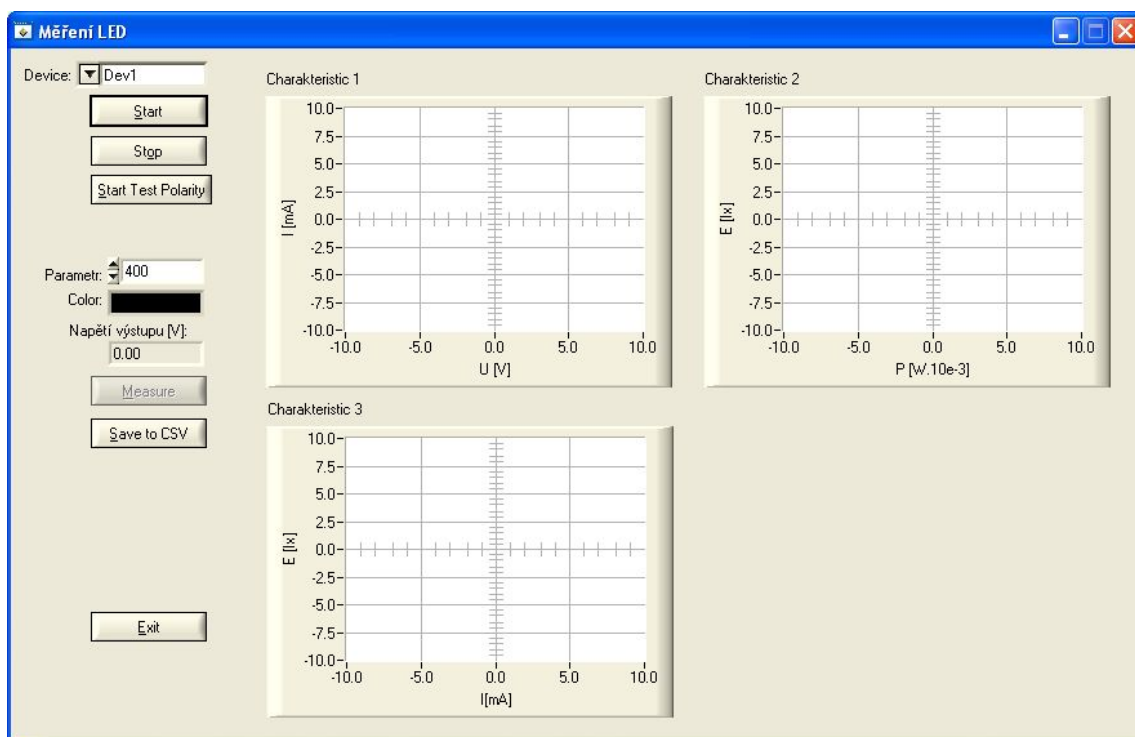 Měření LED
Device: Dev1
Start
Stop
Start Test Polarity
Parametr: 400
Color:
Napětí výstupu [V]:
0.00
Measure
Save to CSV
Exit
Charakteristic 1
I [mA]
10.0
7.5
5.0
2.5
0.0
-2.5
-5.0
-7.5
-10.0
-10.0 -5.0 0.0 5.0 10.0
U [V]
Charakteristic 2
E [lx]
10.0
7.5
5.0
2.5
0.0
-2.5
-5.0
-7.5
-10.0
-10.0 -5.0 0.0 5.0 10.0
P [W.10e-3]
Charakteristic 3
E [lx]
10.0
7.5
5.0
2.5
0.0
-2.5
-5.0
-7.5
-10.0
-10.0 -5.0 0.0 5.0 10.0
I[mA]